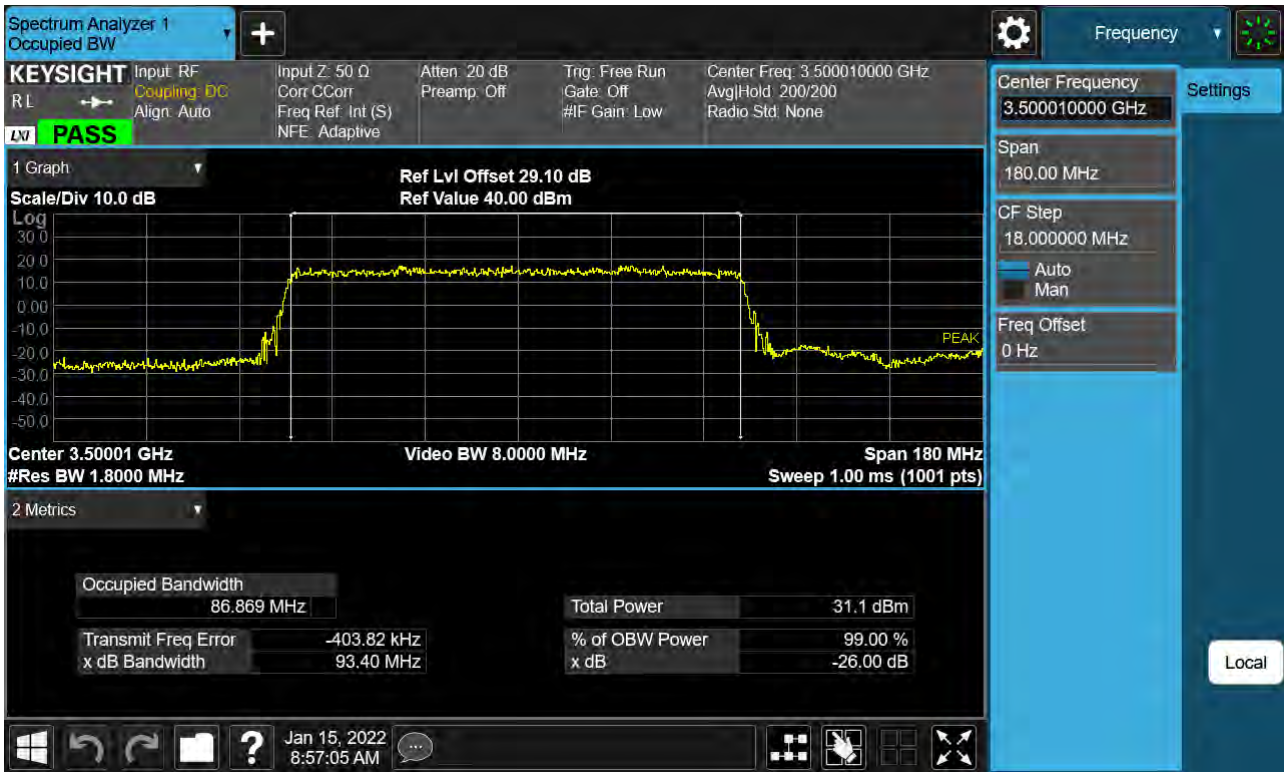 Spectrum Analyzer 1
Occupied BW
Frequency
KEYSIGHT
RL
LXI
PASS
Input: RF
Coupling: DC
Align: Auto
Input Z: 50 Ω
Corr CCorr
Freq Ref: Int (S)
NFE: Adaptive
Atten: 20 dB
Preamp: Off
Trig: Free Run
Gate: Off
#IF Gain: Low
Center Freq: 3.500010000 GHz
Avg|Hold: 200/200
Radio Std: None
Center Frequency
3.500010000 GHz
Settings
Span
180.00 MHz
CF Step
18.000000 MHz
Auto
Man
Freq Offset
0 Hz
Local
1 Graph
Scale/Div 10.0 dB
Ref Lvl Offset 29.10 dB
Ref Value 40.00 dBm
Log
30.0
20.0
10.0
0.00
-10.0
-20.0
-30.0
-40.0
-50.0
PEAK
Center 3.50001 GHz
Video BW 8.0000 MHz
Span 180 MHz
#Res BW 1.8000 MHz
Sweep 1.00 ms (1001 pts)
2 Metrics
Occupied Bandwidth
86.869 MHz
Total Power 31.1 dBm
Transmit Freq Error -403.82 kHz
% of OBW Power 99.00 %
x dB Bandwidth 93.40 MHz
x dB -26.00 dB
?
Jan 15, 2022
8:57:05 AM